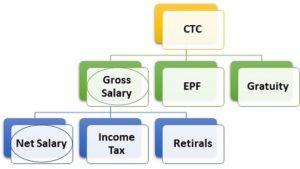 CTC
Gross
Salary
EPF
Gratuity
Net Salary
Income
Tax
Retirals